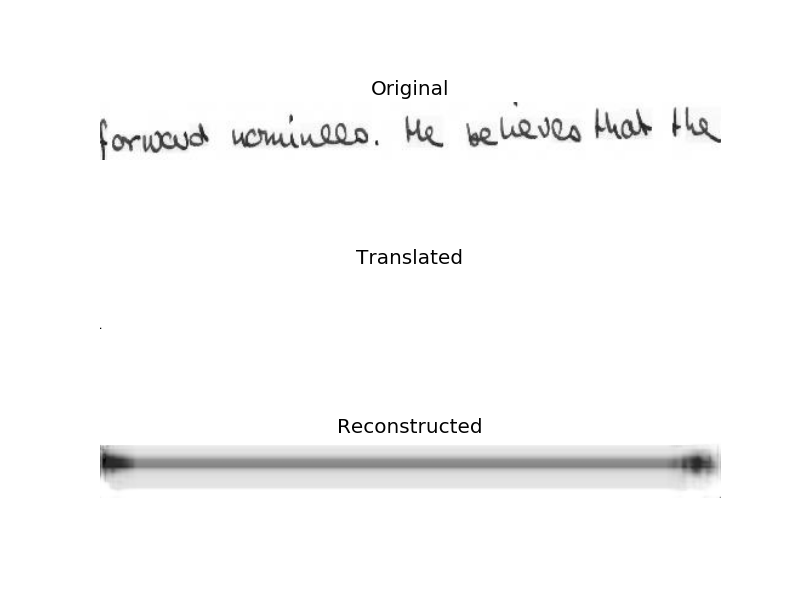 Original
forward nominees. He believes that the
Translated
Reconstructed